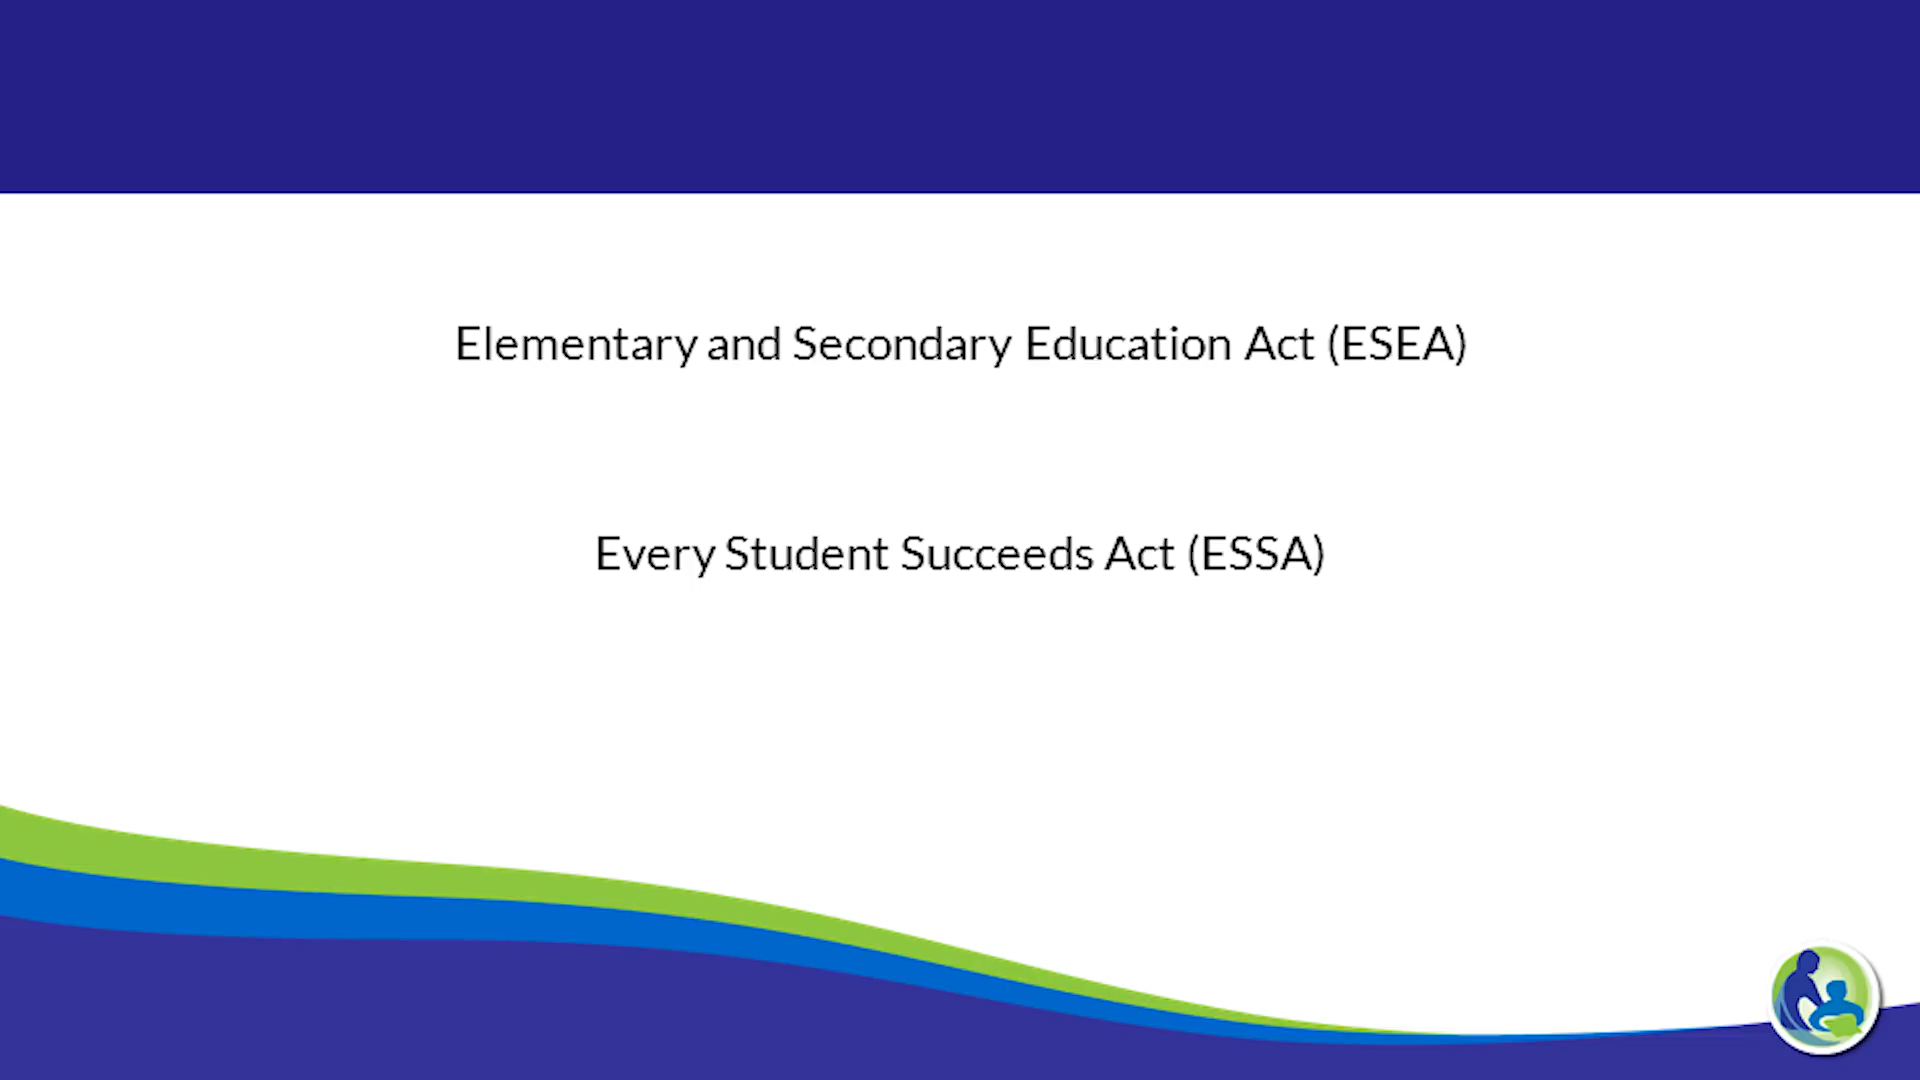 Elementary and Secondary Education Act (ESEA)
Every Student Succeeds Act (ESSA)